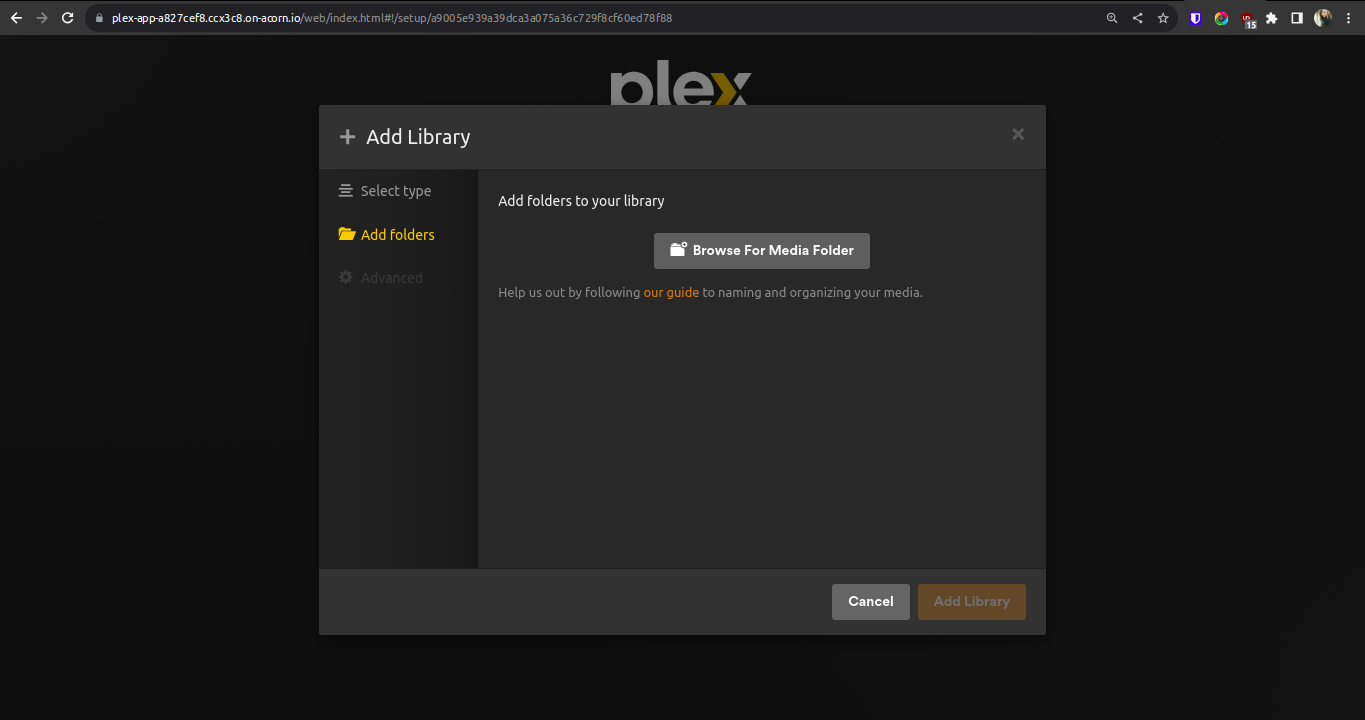 plex-app-a827cef8.ccx3c8.on-acorn.io/web/index.html#!/setup/a9005e939a39dca3a075a36c729f8cf60ed78f88
15
plex
Add Library
Select type
Add folders
Advanced
Add folders to your library
Browse For Media Folder
Help us out by following our guide to naming and organizing your media.
Cancel
Add Library